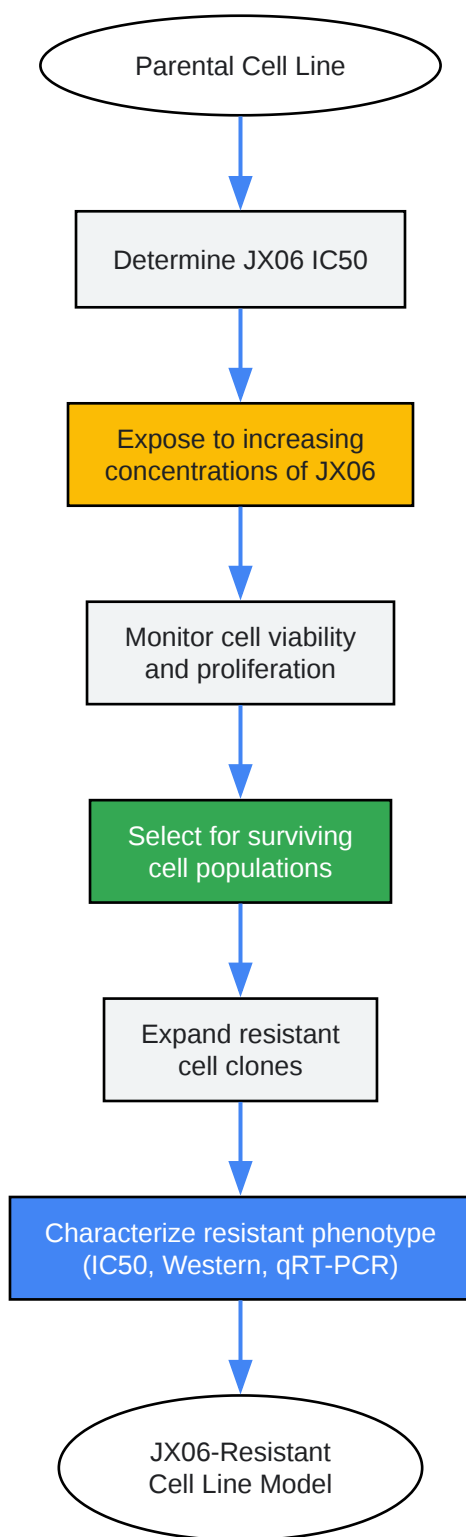 Parental Cell Line
Determine JX06 IC50
Expose to increasing
concentrations of JX06
Monitor cell viability
and proliferation
Select for surviving
cell populations
Expand resistant
cell clones
Characterize resistant phenotype
(IC50, Western, qRT-PCR)
JX06-Resistant
Cell Line Model